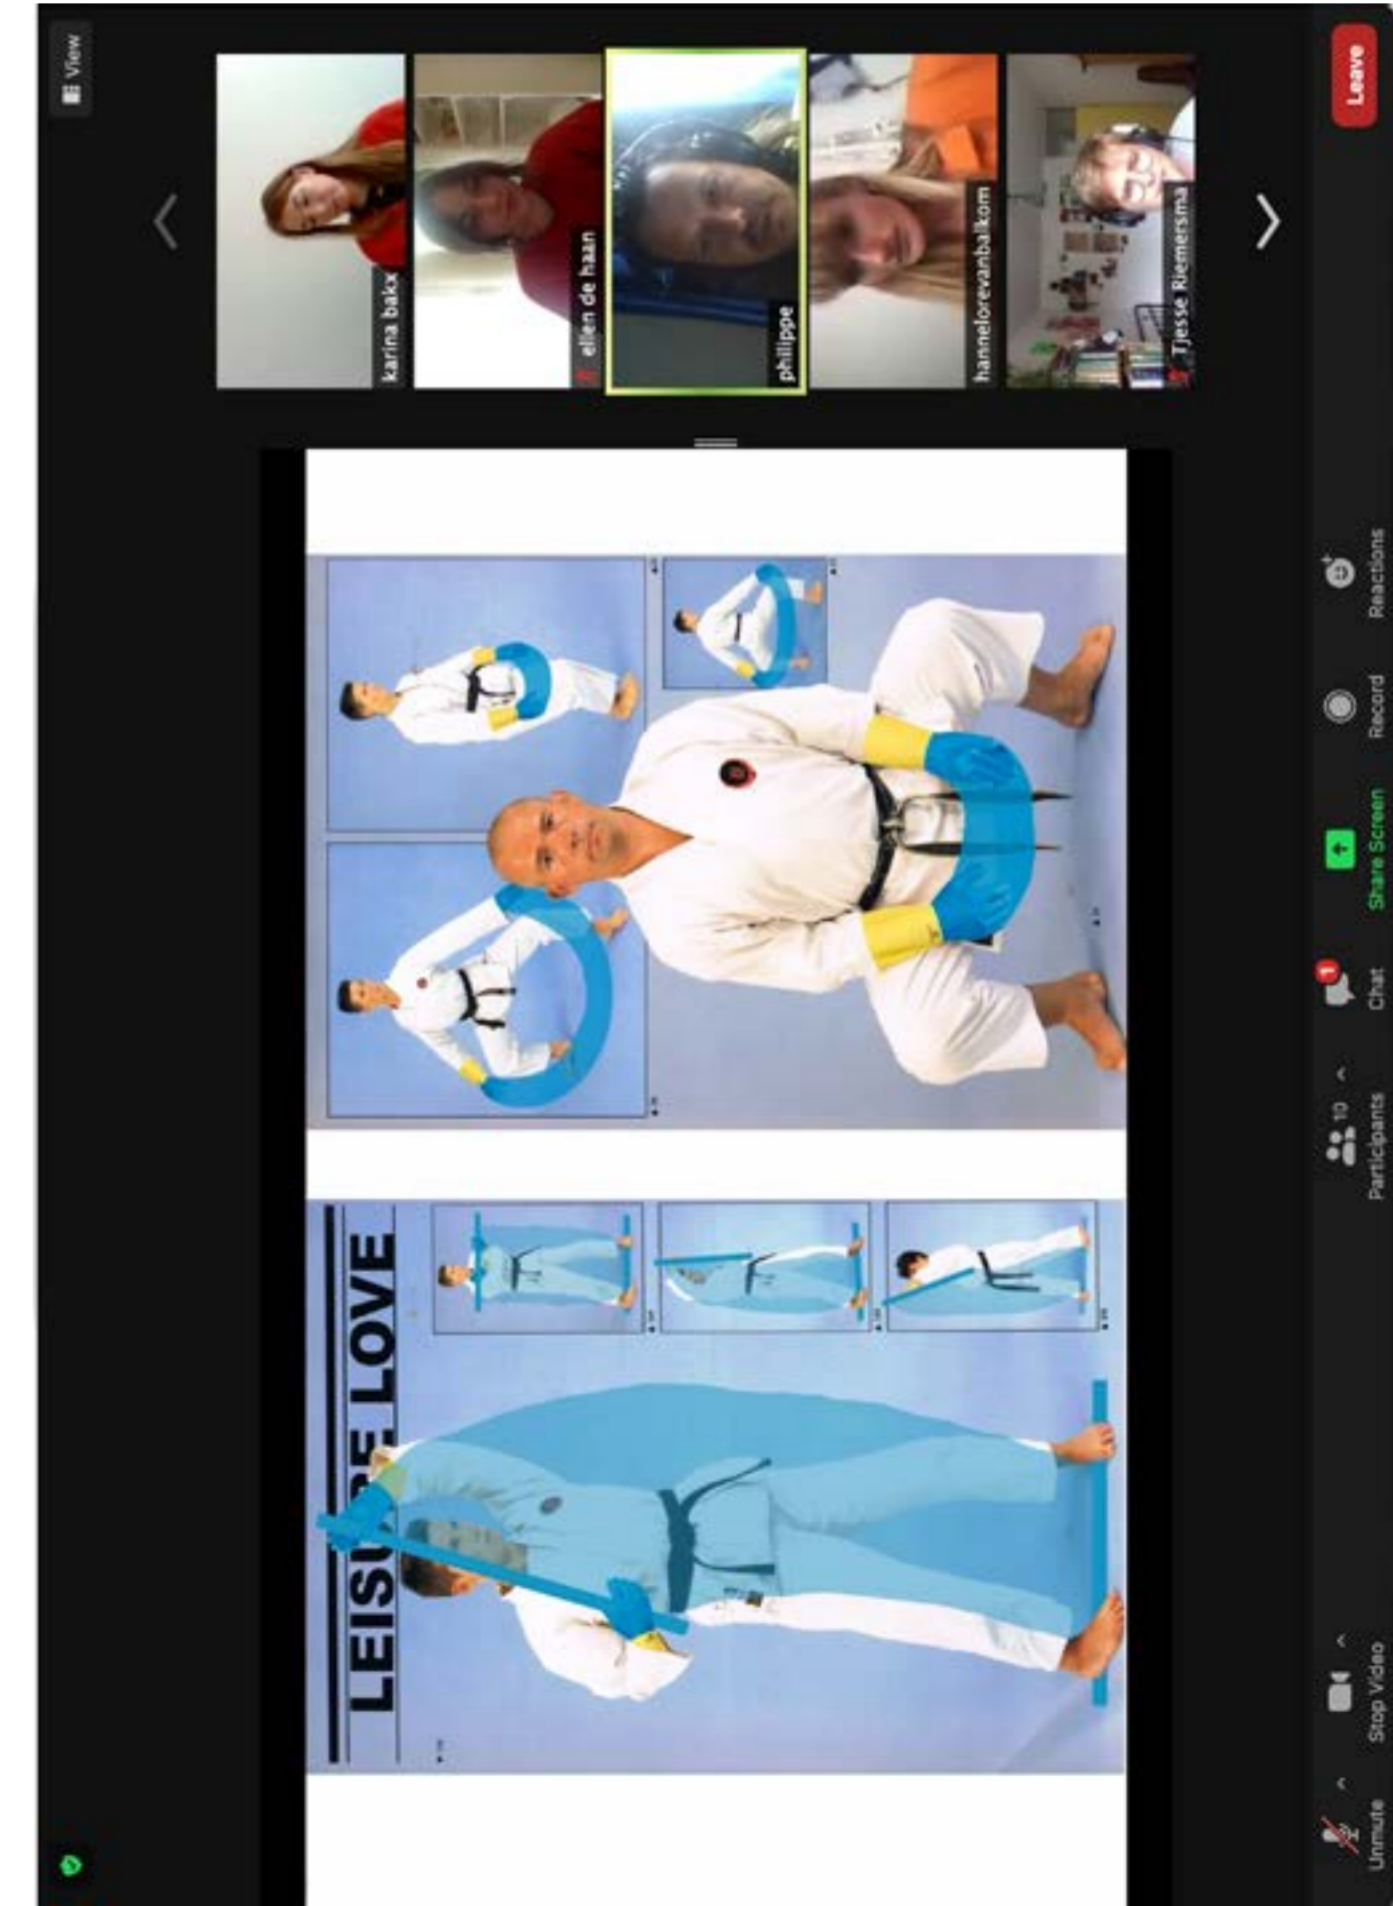 View
karina bakx
ellen de haan
philippe
hannelorevanbalkom
Tjesse Riemersma
LEISURE LOVE
Unmute
Stop Video
Participants
10
Chat
1
Share Screen
Record
Reactions
Leave